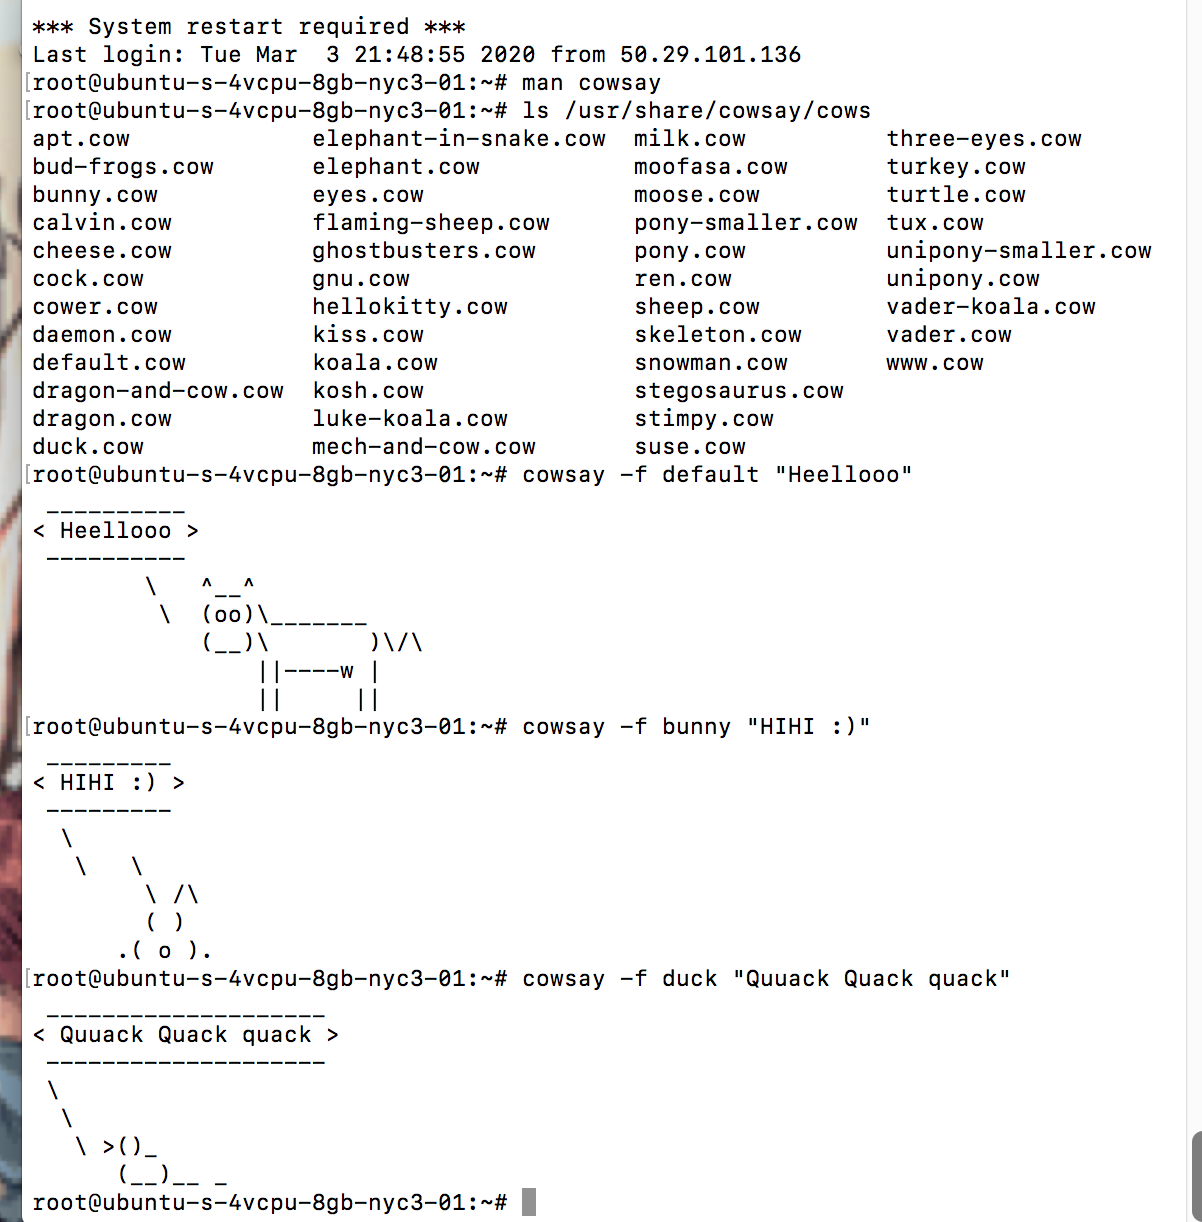 *** System restart required ***
Last login: Tue Mar  3 21:48:55 2020 from 50.29.101.136
[root@ubuntu-s-4vcpu-8gb-nyc3-01:~# man cowsay
[root@ubuntu-s-4vcpu-8gb-nyc3-01:~# ls /usr/share/cowsay/cows
apt.cow             elephant-in-snake.cow  milk.cow          three-eyes.cow
bud-frogs.cow       elephant.cow           moofasa.cow       turkey.cow
bunny.cow           eyes.cow               moose.cow         turtle.cow
calvin.cow          flaming-sheep.cow      pony-smaller.cow  tux.cow
cheese.cow          ghostbusters.cow       pony.cow          unipony-smaller.cow
cock.cow            gnu.cow                ren.cow           unipony.cow
cower.cow           hellokitty.cow         sheep.cow         vader-koala.cow
daemon.cow          kiss.cow               skeleton.cow      vader.cow
default.cow         koala.cow              snowman.cow       www.cow
dragon-and-cow.cow  kosh.cow               stegosaurus.cow
dragon.cow          luke-koala.cow         stimpy.cow
duck.cow            mech-and-cow.cow       suse.cow
[root@ubuntu-s-4vcpu-8gb-nyc3-01:~# cowsay -f default "Heellooo"
 __________
< Heellooo >
 ----------
        \   ^__^
         \  (oo)\_______
            (__)\       )\/\
                ||----w |
                ||     ||
[root@ubuntu-s-4vcpu-8gb-nyc3-01:~# cowsay -f bunny "HIHI :)"
 _________
< HIHI :) >
 ---------
  \
   \   \
        \ /\
        ( )
      .( o ).
[root@ubuntu-s-4vcpu-8gb-nyc3-01:~# cowsay -f duck "Quuack Quack quack"
 ____________________
< Quuack Quack quack >
 --------------------
 \
  \
   \ >()_
      (__)__ _
root@ubuntu-s-4vcpu-8gb-nyc3-01:~#